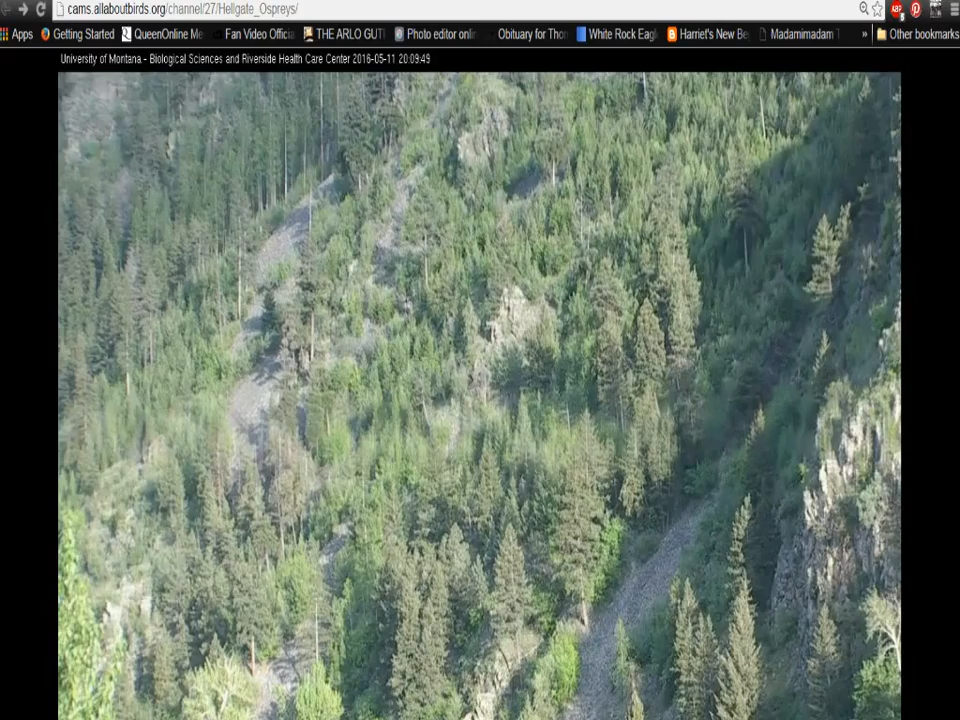 cams.allaboutbirds.org/channel/27/Hellgate_Ospreys/
Apps Getting Started QueenOnline Me Fan Video Officia THE ARLO GUT Photo editor onlin Obituary for Tho White Rock Eagl Harriet's New Be Madamimadam » Other bookmarks
University of Montana - Biological Sciences and Riverside Health Care Center 2016-05-11 20:09:49